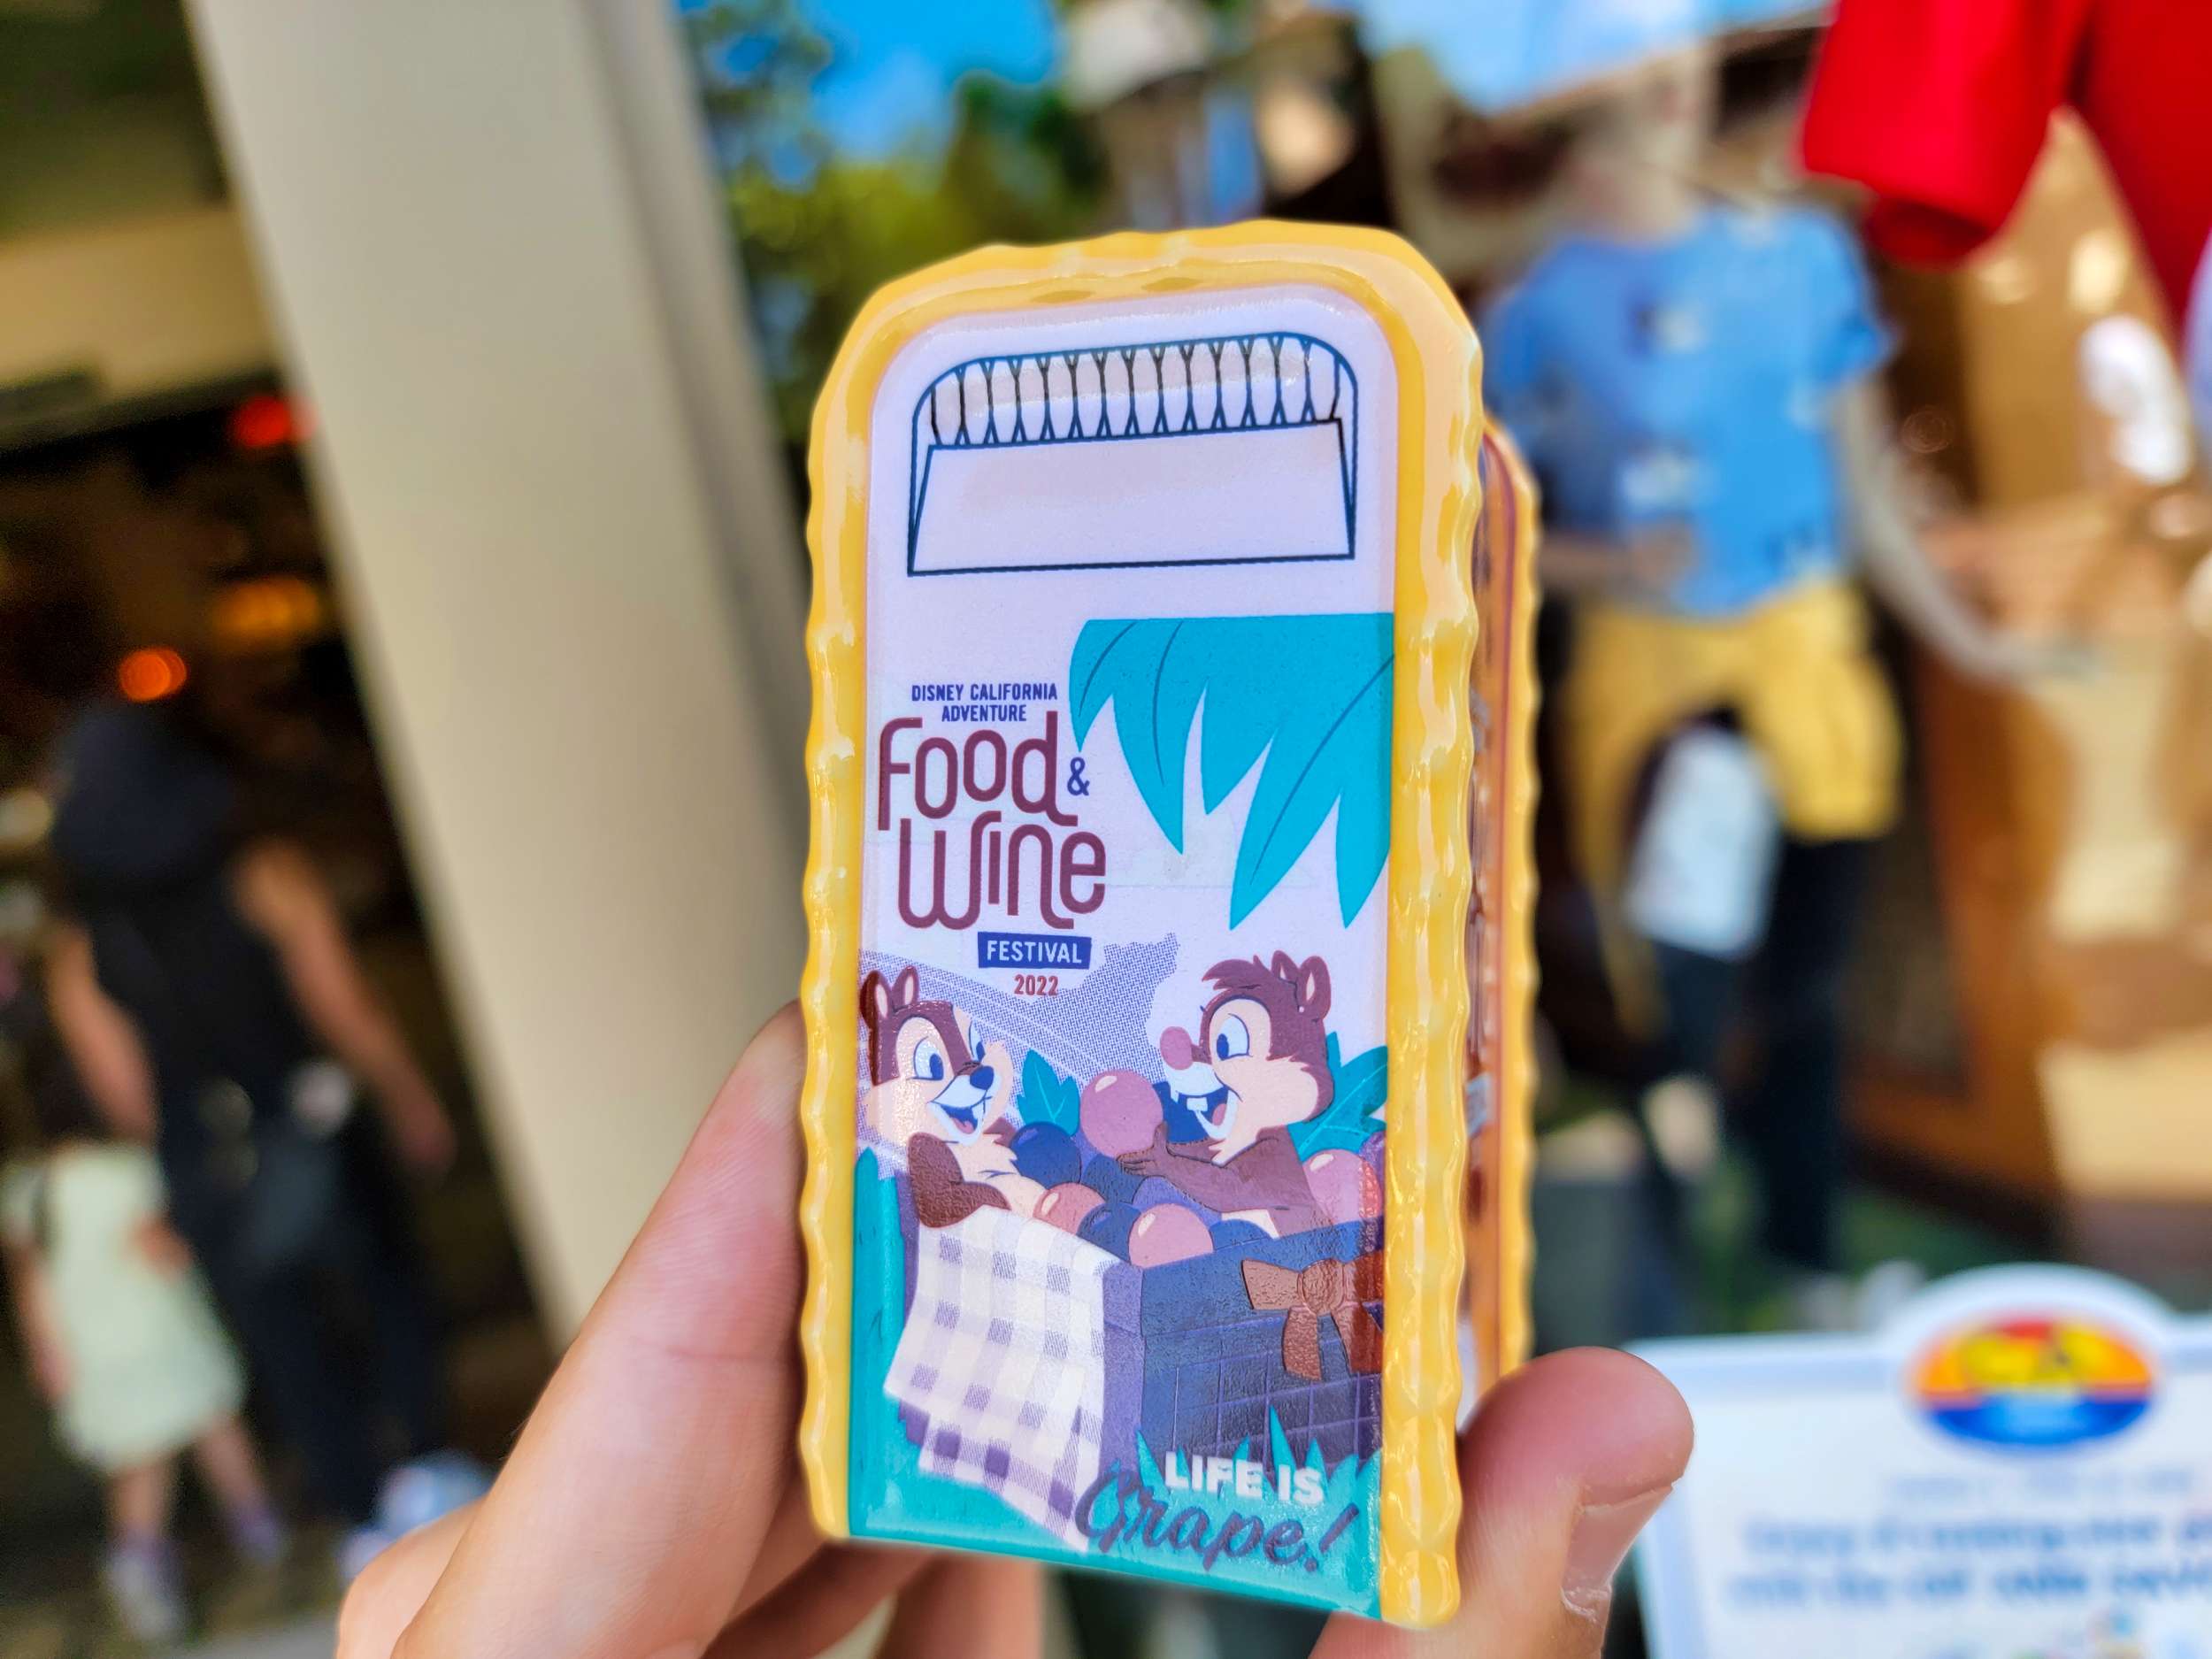 DISNEY CALIFORNIA
ADVENTURE
Food &
Wine
FESTIVAL
2022
LIFE IS
Grape!